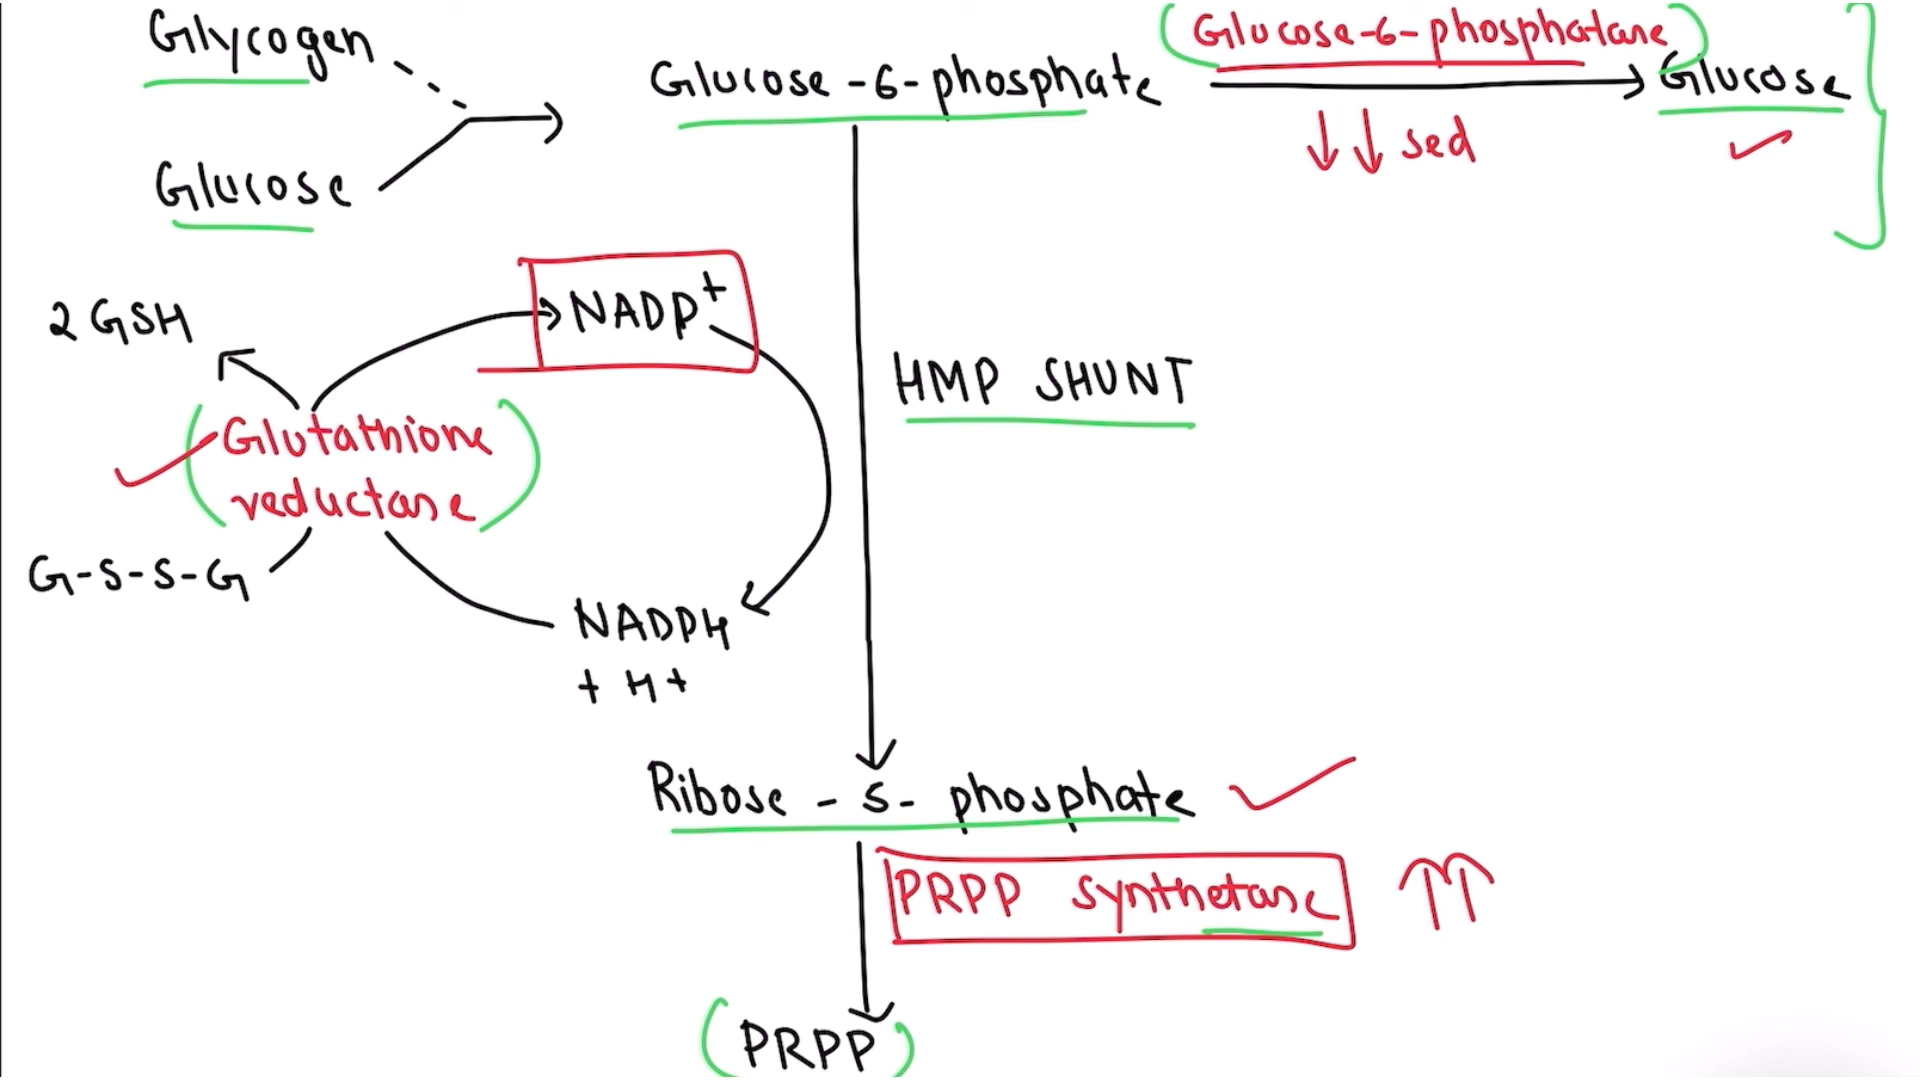 Glycogen
(Glucose-6-phosphatase)
Glucose-6-phosphate
Glucose
↓↓ sed
Glucose
NADP+
2 GSH
HMP SHUNT
(Glutathione
reductase)
G-S-S-G
NADPH
+ H+
Ribose - 5 - phosphate
PRPP synthetase ↑↑
(PRPP)